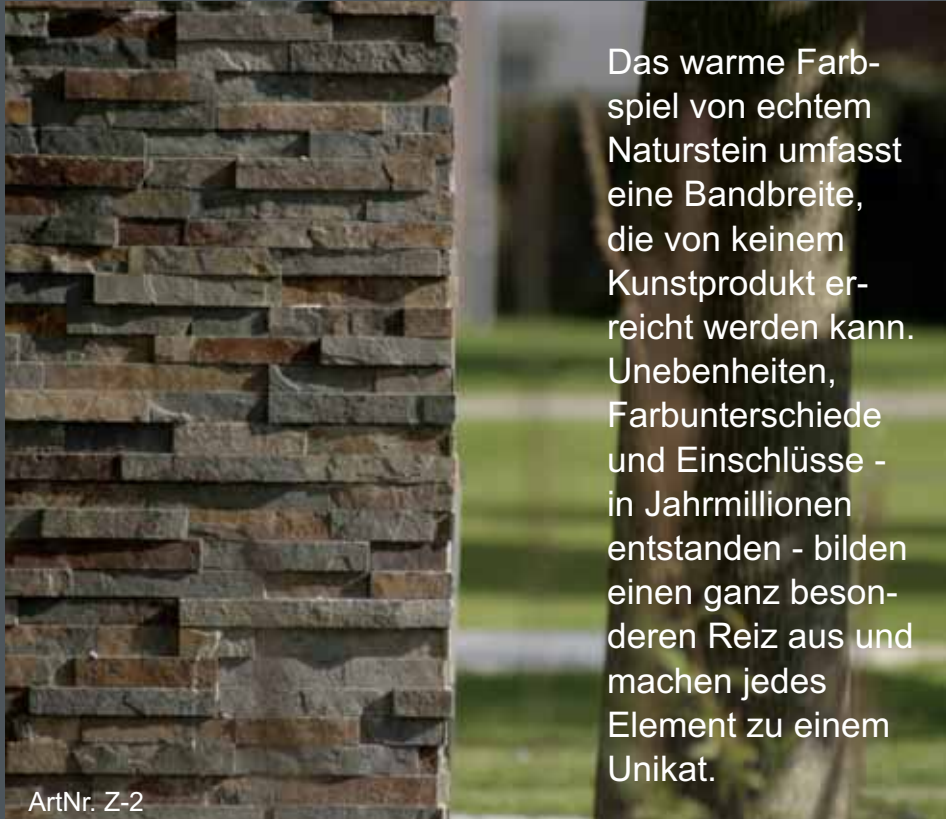 Das warme Farb-
spiel von echtem
Naturstein umfasst
eine Bandbreite,
die von keinem
Kunstprodukt er-
reicht werden kann.
Unebenheiten,
Farbunterschiede
und Einschlüsse -
in Jahrmillionen
entstanden - bilden
einen ganz beson-
deren Reiz aus und
machen jedes
Element zu einem
Unikat.
ArtNr. Z-2